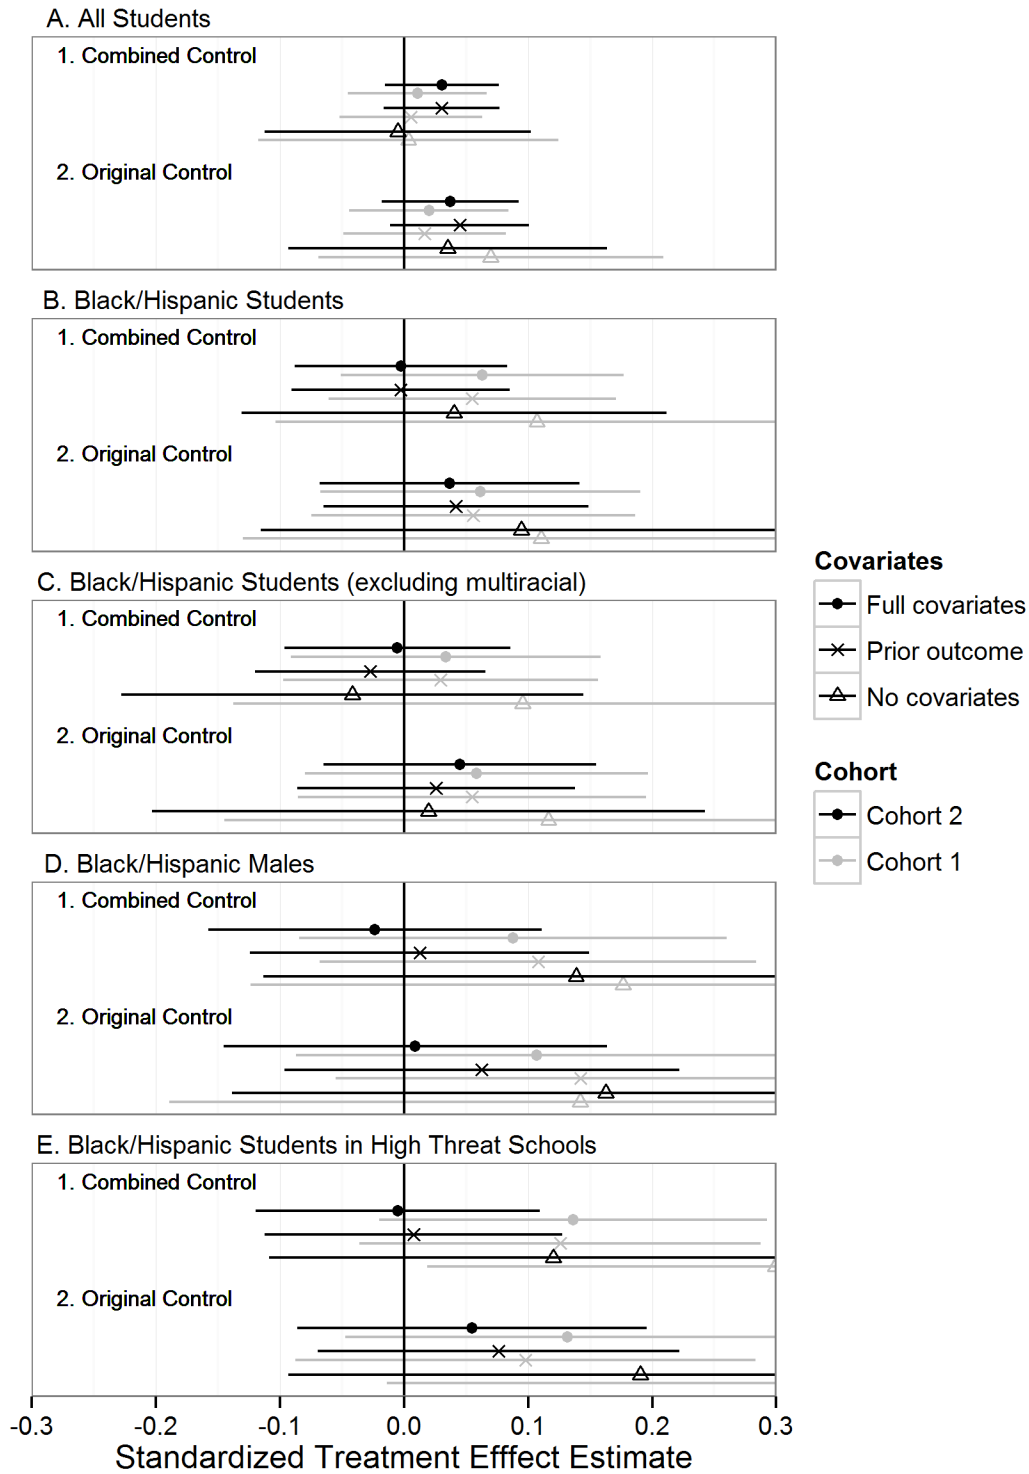 A. All Students
1. Combined Control
2. Original Control
B. Black/Hispanic Students
1. Combined Control
2. Original Control
C. Black/Hispanic Students (excluding multiracial)
1. Combined Control
2. Original Control
D. Black/Hispanic Males
1. Combined Control
2. Original Control
E. Black/Hispanic Students in High Threat Schools
1. Combined Control
2. Original Control
-0.3 -0.2 -0.1 0.0 0.1 0.2 0.3
Standardized Treatment Efffect Estimate
Covariates
Full covariates
Prior outcome
No covariates
Cohort
Cohort 2
Cohort 1